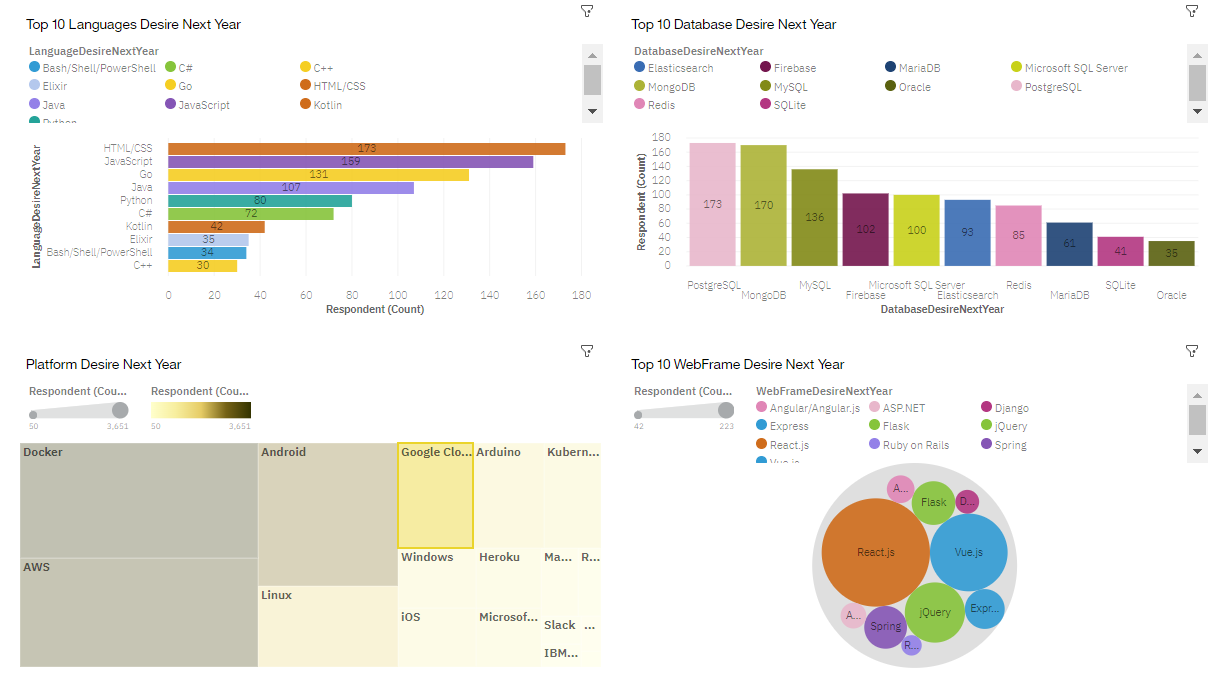 Top 10 Languages Desire Next Year
LanguageDesireNextYear
Bash/Shell/PowerShell C# C++
Elixir Go HTML/CSS
Java JavaScript Kotlin
Python
LanguageDesireNextYear
HTML/CSS 173
JavaScript 159
Go 131
Java 107
Python 80
C# 72
Kotlin 42
Elixir 35
Bash/Shell/PowerShell 34
C++ 30
0 20 40 60 80 100 120 140 160 180
Respondent (Count)
Top 10 Database Desire Next Year
DatabaseDesireNextYear
Elasticsearch Firebase MariaDB Microsoft SQL Server
MongoDB MySQL Oracle PostgreSQL
Redis SQLite
Respondent (Count)
180
160
140
120
100
80
60
40
20
0
173 170 136 102 100 93 85 61 41 35
PostgreSQL MySQL Microsoft SQL Server Redis SQLite
MongoDB Firebase Elasticsearch MariaDB Oracle
DatabaseDesireNextYear
Platform Desire Next Year
Respondent (Cou... Respondent (Cou...
50 3,651 50 3,651
Docker Android Google Clo... Arduino Kubern...
Windows Heroku Ma... R...
AWS
Linux
iOS Microsof... Slack ...
IBM...
Top 10 WebFrame Desire Next Year
Respondent (Cou... WebFrameDesireNextYear
42 223
Angular/Angular.js ASP.NET Django
Express Flask jQuery
React.js Ruby on Rails Spring
Vue.js
A... Flask D...
React.js Vue.js
A... Spring jQuery Expr...
R...